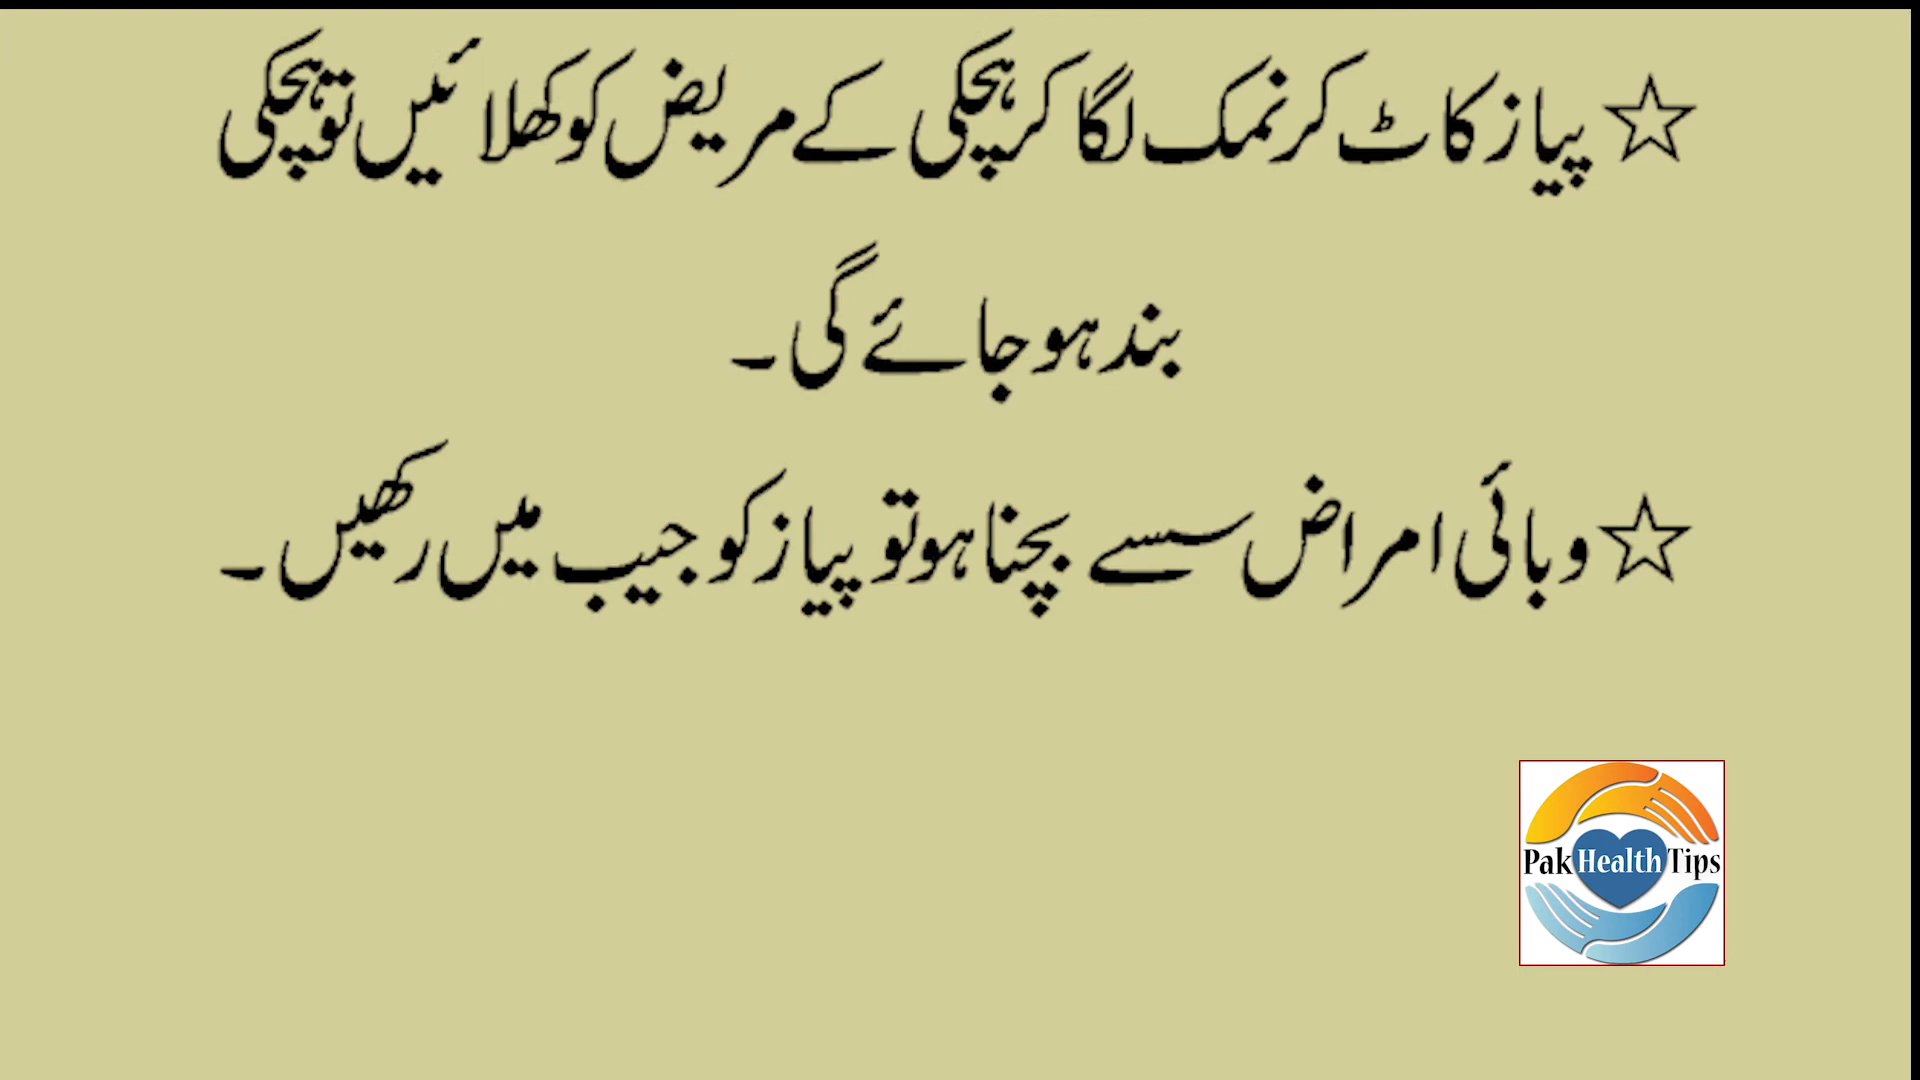 ☆ پیاز کاٹ کر نمک لگا کر ہچکی کے مریض کو کھلائیں تو ہچکی
بند ہو جائے گی۔
☆ وبائی امراض سے بچنا ہو تو پیاز کو جیب میں رکھیں۔
Pak Health Tips